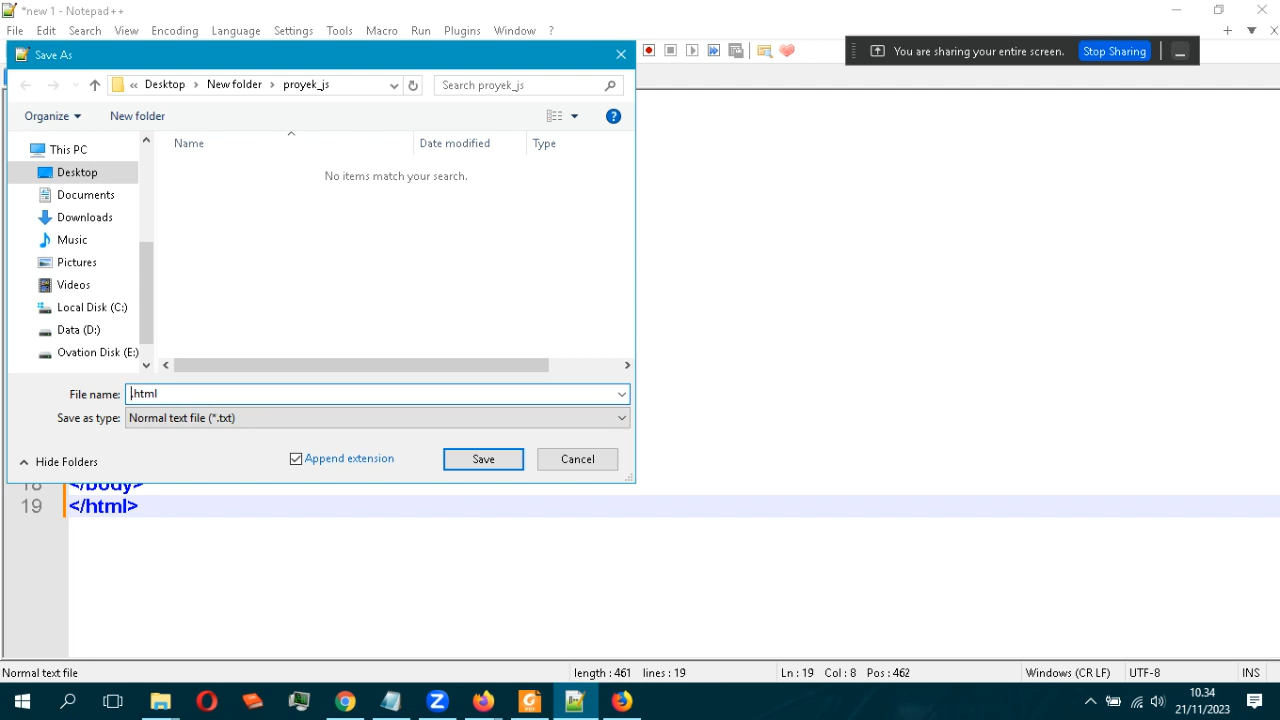 *new 1 - Notepad++
File Edit Search View Encoding Language Settings Tools Macro Run Plugins Window ?
You are sharing your entire screen. Stop Sharing
Save As
« Desktop > New folder > proyek_js
Search proyek_js
Organize New folder
Name Date modified Type
No items match your search.
This PC
Desktop
Documents
Downloads
Music
Pictures
Videos
Local Disk (C:)
Data (D:)
Ovation Disk (E:)
File name: .html
Save as type: Normal text file (*.txt)
Hide Folders
Append extension
Save
Cancel
18 </body>
19 </html>
Normal text file length : 461 lines : 19 Ln : 19 Col : 8 Pos : 462 Windows (CR LF) UTF-8 INS
10.34
21/11/2023